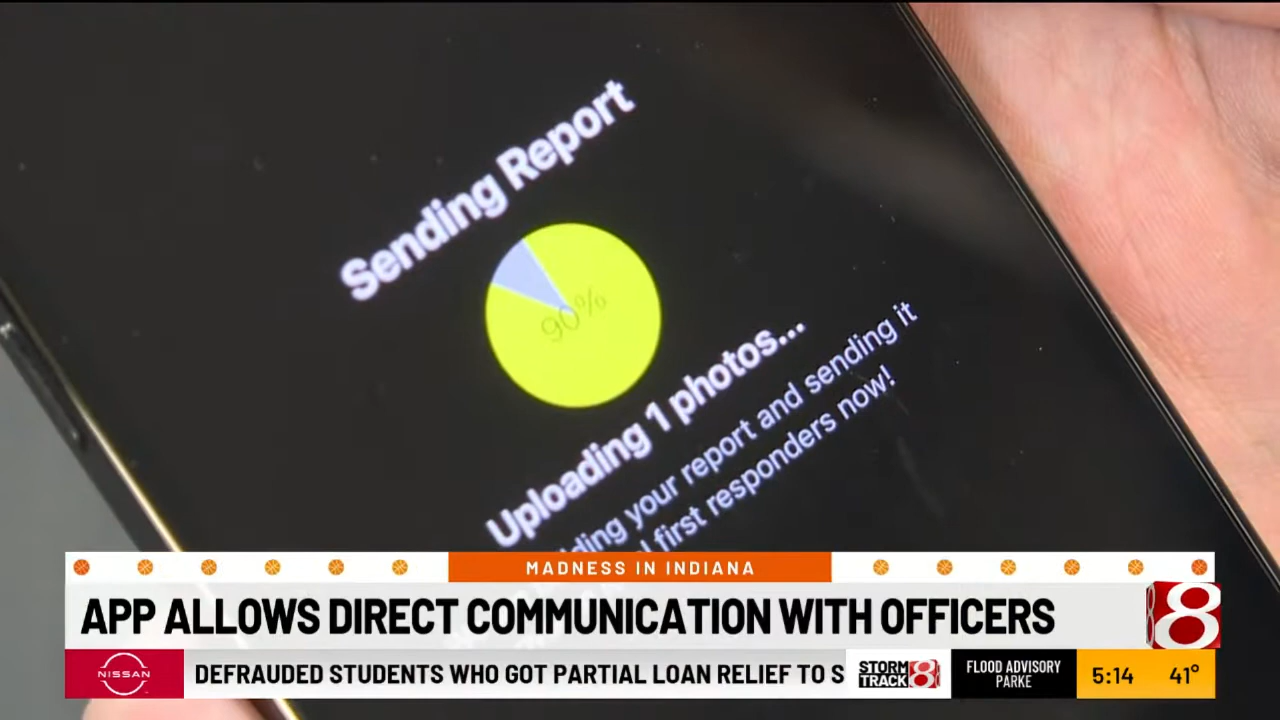 Sending Report
90%
Uploading 1 photos...
your report and sending it
first responders now!
MADNESS IN INDIANA
APP ALLOWS DIRECT COMMUNICATION WITH OFFICERS
8
NISSAN
DEFRAUDED STUDENTS WHO GOT PARTIAL LOAN RELIEF TO S
STORM
TRACK 8
FLOOD ADVISORY
PARKE
5:14
41°